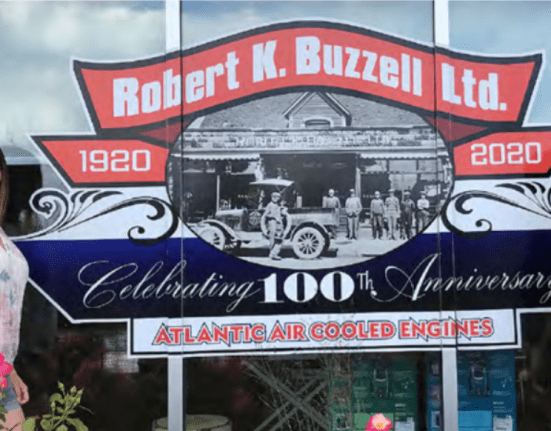 Robert K. Buzzell Ltd.
1920
2020
Celebrating 100Th Anniversary
ATLANTIC AIR COOLED ENGINES